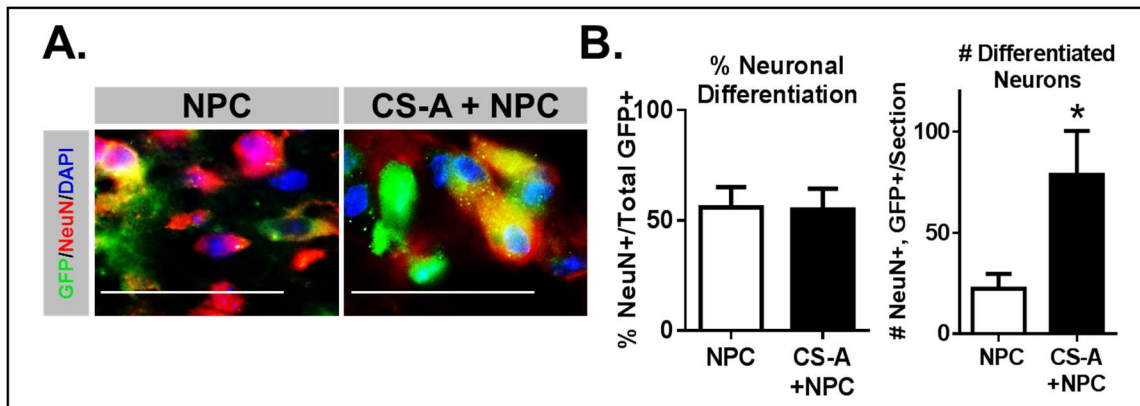 A.
NPC
CS-A + NPC
GFP/NeuN/DAPI
B.
% Neuronal
Differentiation
% NeuN+/Total GFP+
100
50
0
NPC
CS-A
+NPC
# Differentiated
Neurons
# NeuN+, GFP+/Section
100
50
0
*
NPC
CS-A
+NPC